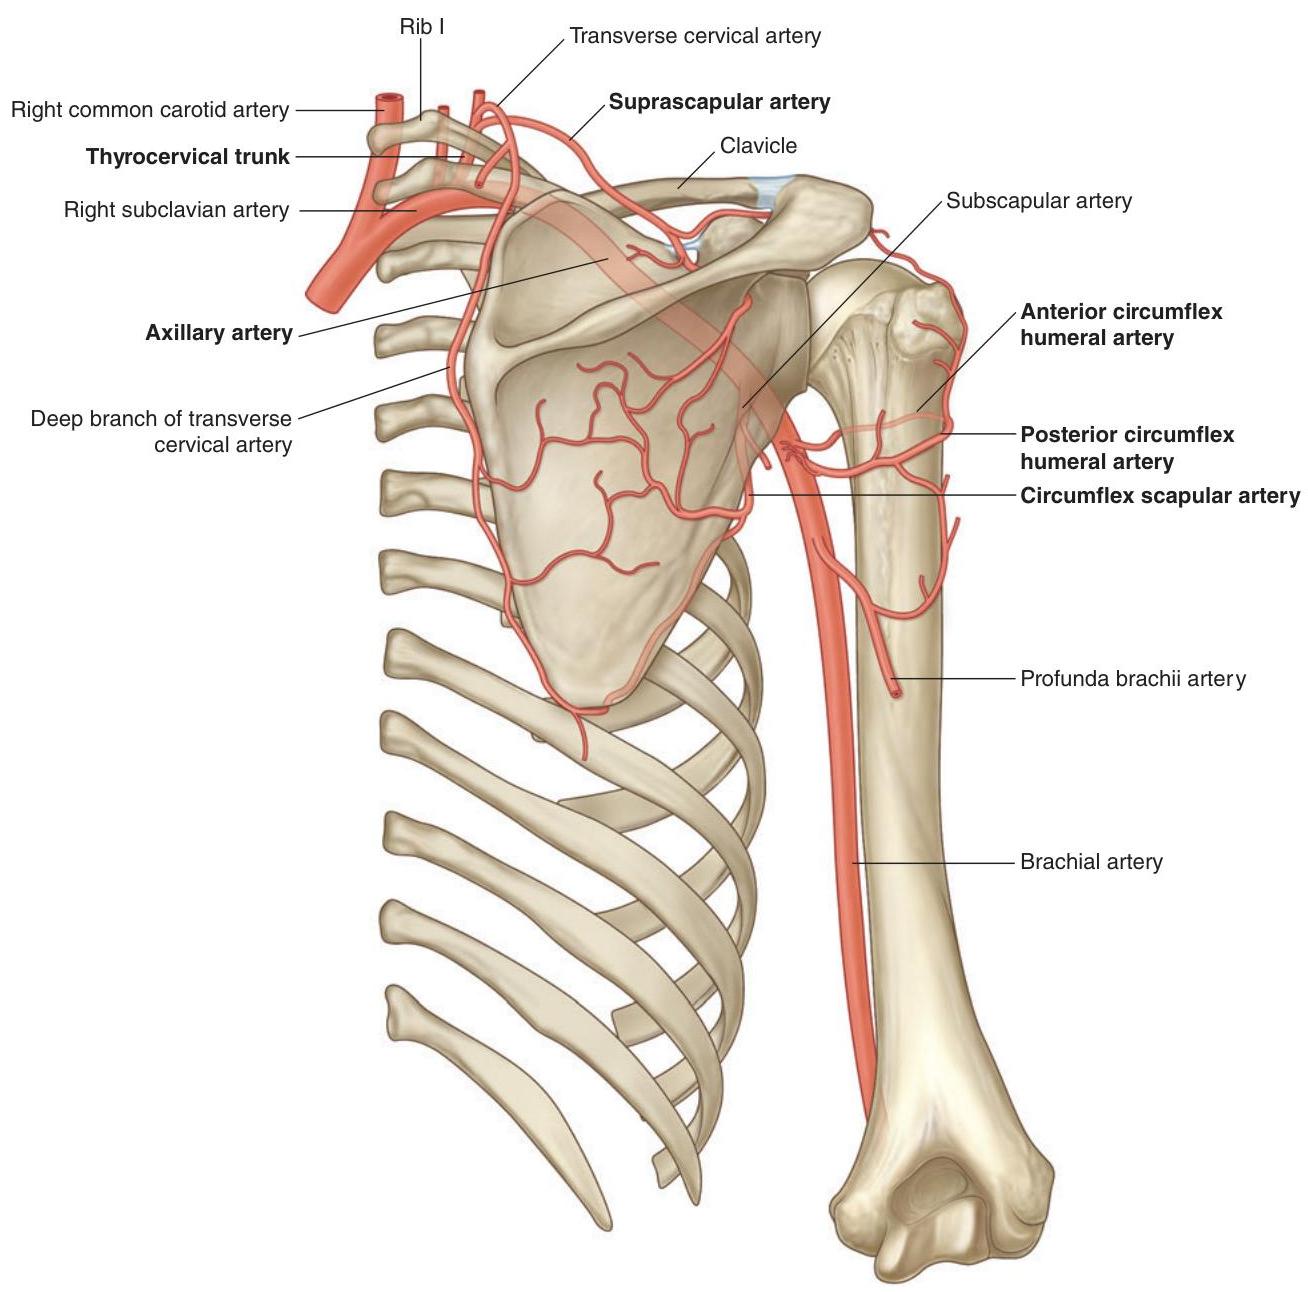 Rib I
Transverse cervical artery
Right common carotid artery
Suprascapular artery
Clavicle
Thyrocervical trunk
Subscapular artery
Right subclavian artery
Anterior circumflex
humeral artery
Axillary artery
Deep branch of transverse
cervical artery
Posterior circumflex
humeral artery
Circumflex scapular artery
Profunda brachii artery
Brachial artery